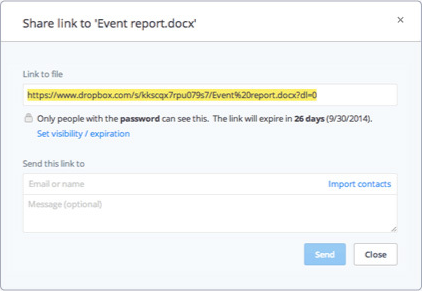 Share link to 'Event report.docx'
×
Link to file
https://www.dropbox.com/s/kkscqx7rpu079s7/Event%20report.docx?dl=0
Only people with the password can see this. The link will expire in 26 days (9/30/2014).
Set visibility / expiration
Send this link to
Email or name Import contacts
Message (optional)
Send Close